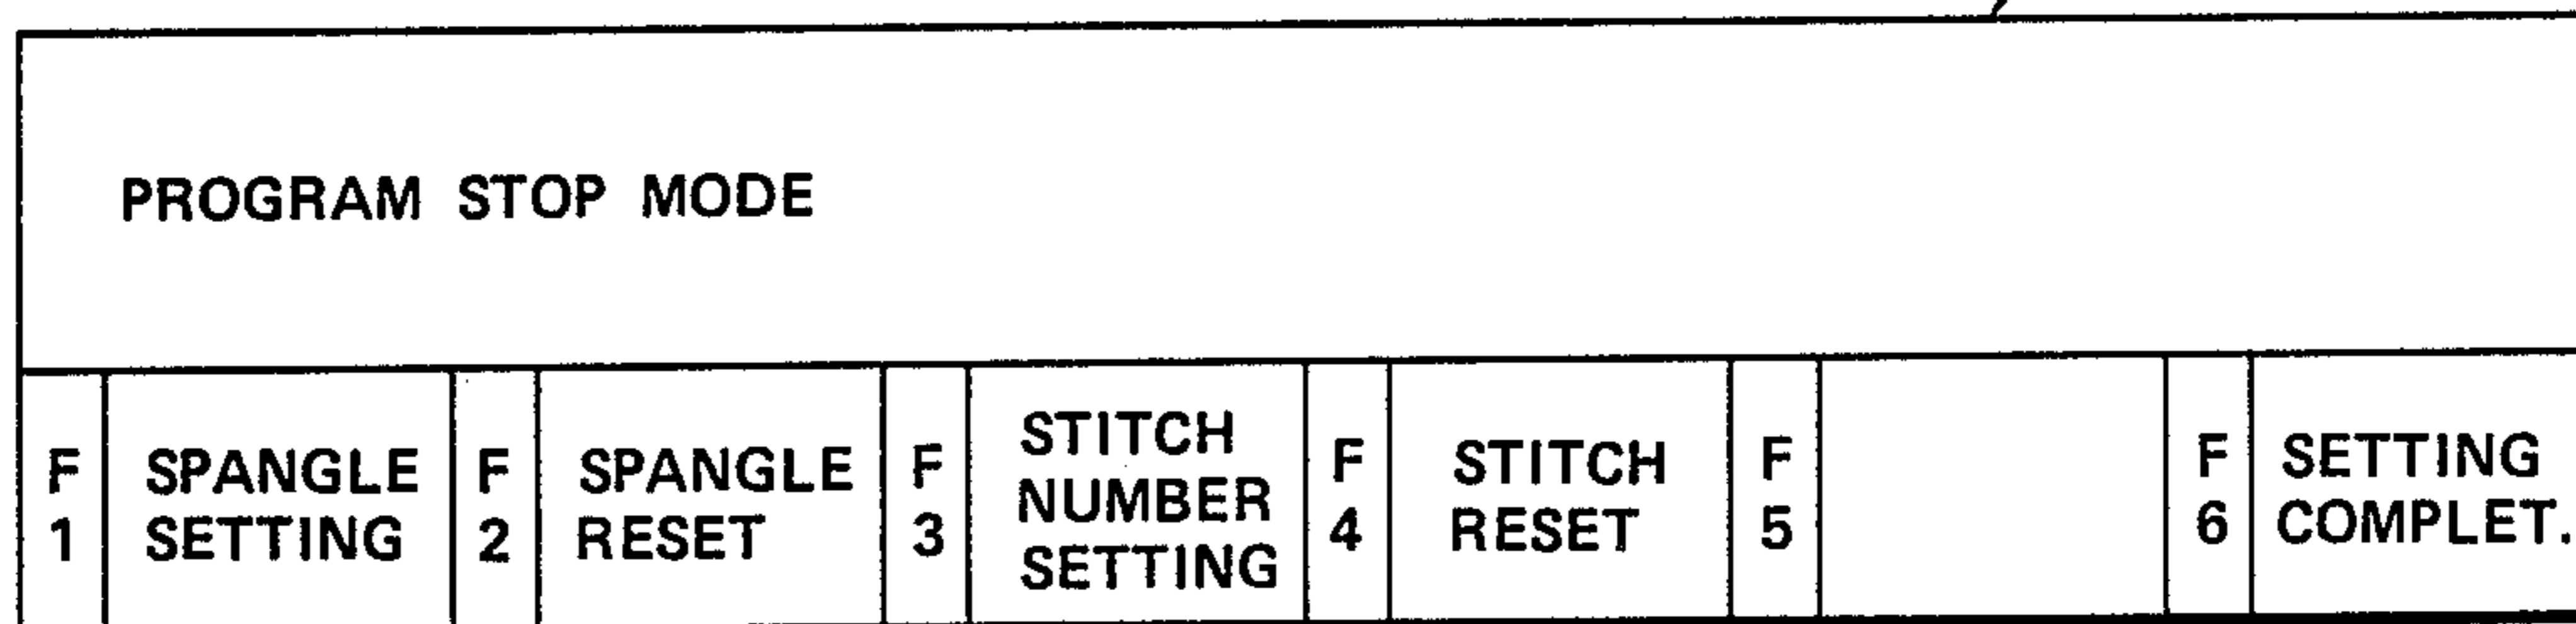 PROGRAM STOP MODE
F
1
SPANGLE
SETTING
F
2
SPANGLE
RESET
F
3
STITCH
NUMBER
SETTING
F
4
STITCH
RESET
F
5
F
6
SETTING
COMPLET.